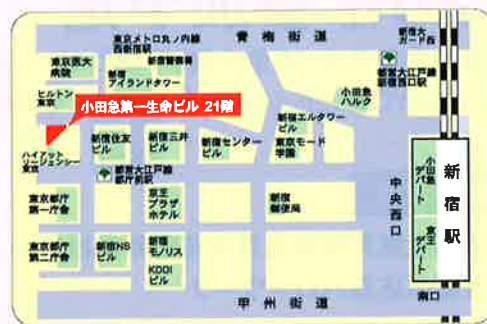 東京メトロ丸ノ内線
西新宿駅
青梅街道
新宿大
ガード西
東京医大
病院
新宿警察署
新宿
アイランドタワー
都営大江戸線
新宿西口駅
ヒルトン
東京
小田急
ハルク
小田急第一生命ビル 21階
新宿エルタワー
ビル
ハイアット
リージェンシー
東京
新宿住友
ビル
新宿三井
ビル
新宿センター
ビル
東京モード
学園
都営大江戸線
都庁前駅
小田急
デパート
新宿駅
中央西口
東京都庁
第一庁舎
京王
プラザ
ホテル
新宿
郵便局
京王
デパート
東京都庁
第二庁舎
新宿NS
ビル
新宿
モノリス
KDDI
ビル
甲州街道
南口